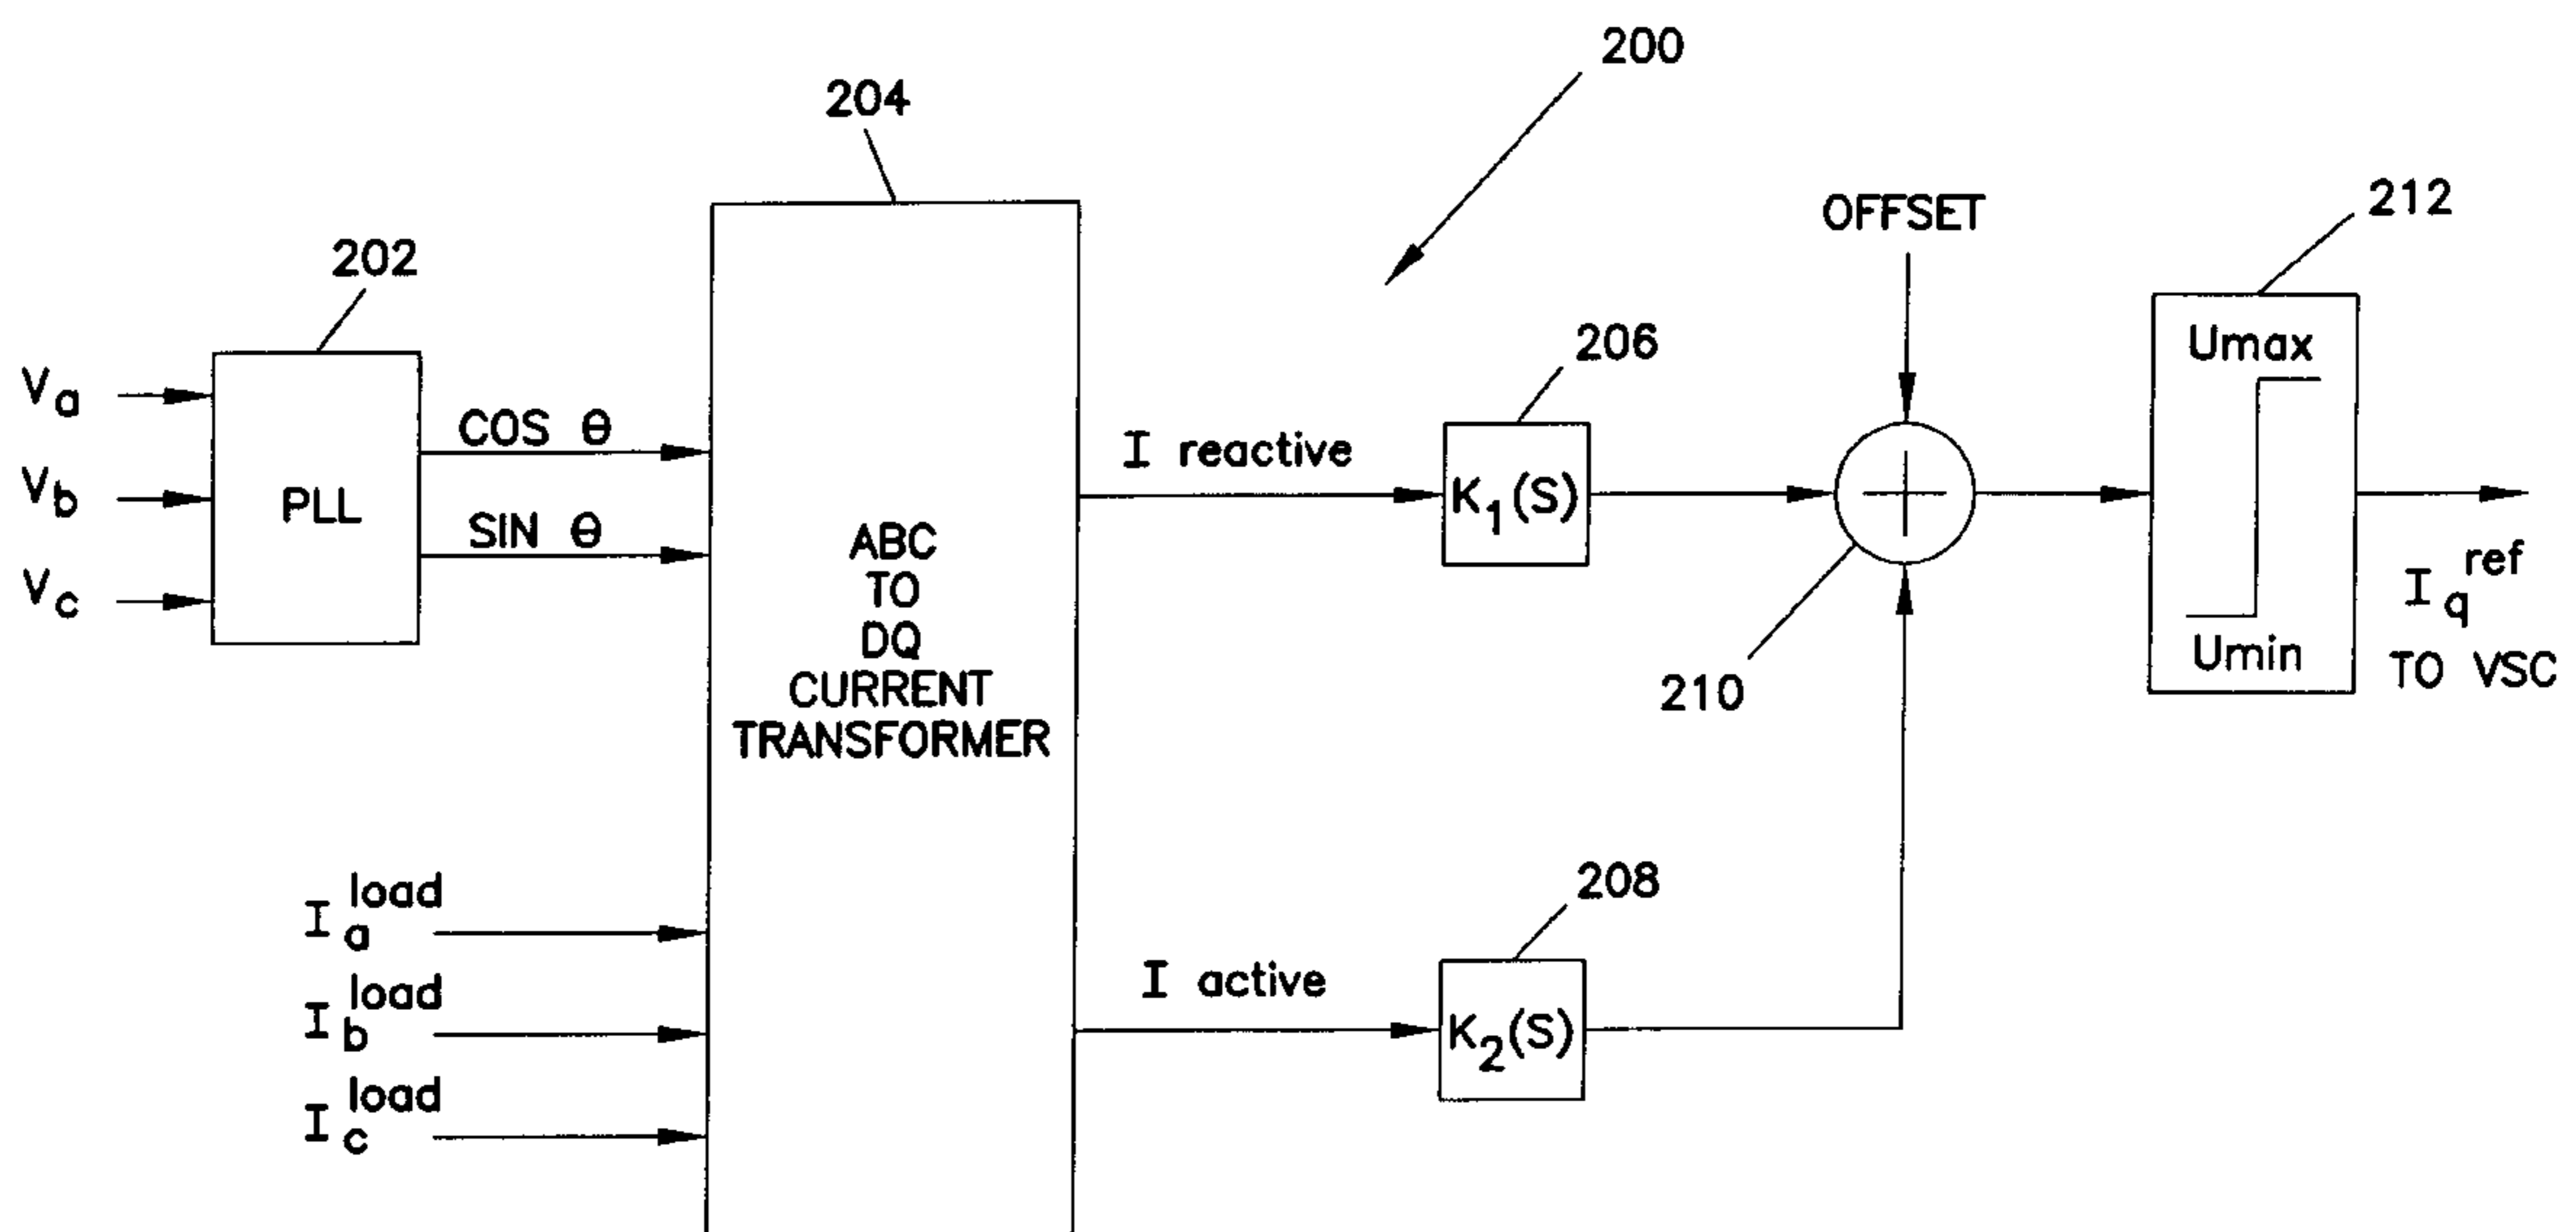 200
204
OFFSET
212
202
206
Umax
Va
COS θ
I reactive
Vb
PLL
SIN θ
K1(S)
ABC
TO
DQ
CURRENT
TRANSFORMER
Vc
Iq ref
TO VSC
Umin
210
208
Ia load
I active
Ib load
K2(S)
Ic load